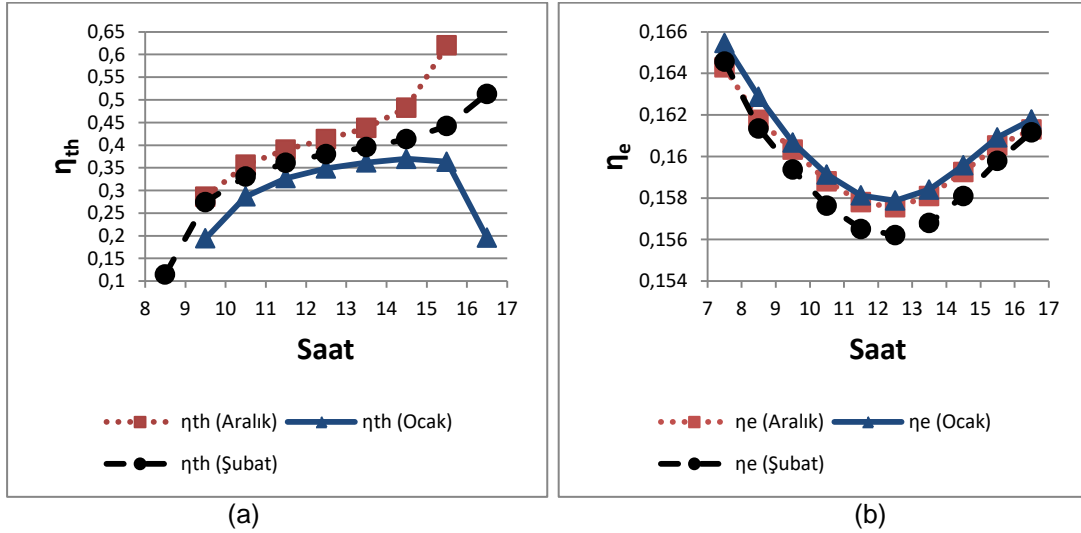 0,65
0,6
0,55
0,5
0,45
0,4
0,35
0,3
0,25
0,2
0,15
0,1
ηth
8 9 10 11 12 13 14 15 16 17
Saat
ηth (Aralık) ηth (Ocak)
ηth (Şubat)
(a)
0,166
0,164
0,162
0,16
0,158
0,156
0,154
ηe
7 8 9 10 11 12 13 14 15 16 17
Saat
ηe (Aralık) ηe (Ocak)
ηe (Şubat)
(b)